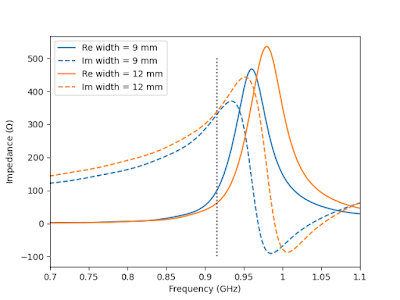 Re width = 9 mm
Im width = 9 mm
Re width = 12 mm
Im width = 12 mm
Impedance (Ω)
500
400
300
200
100
0
−100
0.7 0.75 0.8 0.85 0.9 0.95 1 1.05 1.1
Frequency (GHz)